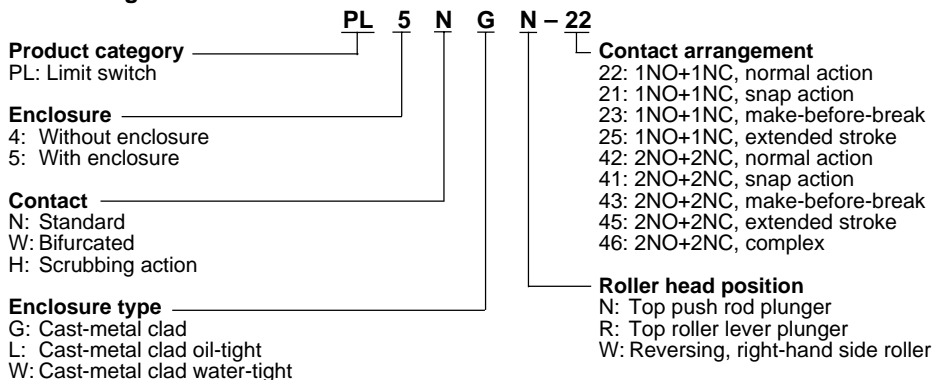 PL 5 N G N – 22
Product category
PL: Limit switch
Enclosure
4: Without enclosure
5: With enclosure
Contact
N: Standard
W: Bifurcated
H: Scrubbing action
Enclosure type
G: Cast-metal clad
L: Cast-metal clad oil-tight
W: Cast-metal clad water-tight
Contact arrangement
22: 1NO+1NC, normal action
21: 1NO+1NC, snap action
23: 1NO+1NC, make-before-break
25: 1NO+1NC, extended stroke
42: 2NO+2NC, normal action
41: 2NO+2NC, snap action
43: 2NO+2NC, make-before-break
45: 2NO+2NC, extended stroke
46: 2NO+2NC, complex
Roller head position
N: Top push rod plunger
R: Top roller lever plunger
W: Reversing, right-hand side roller